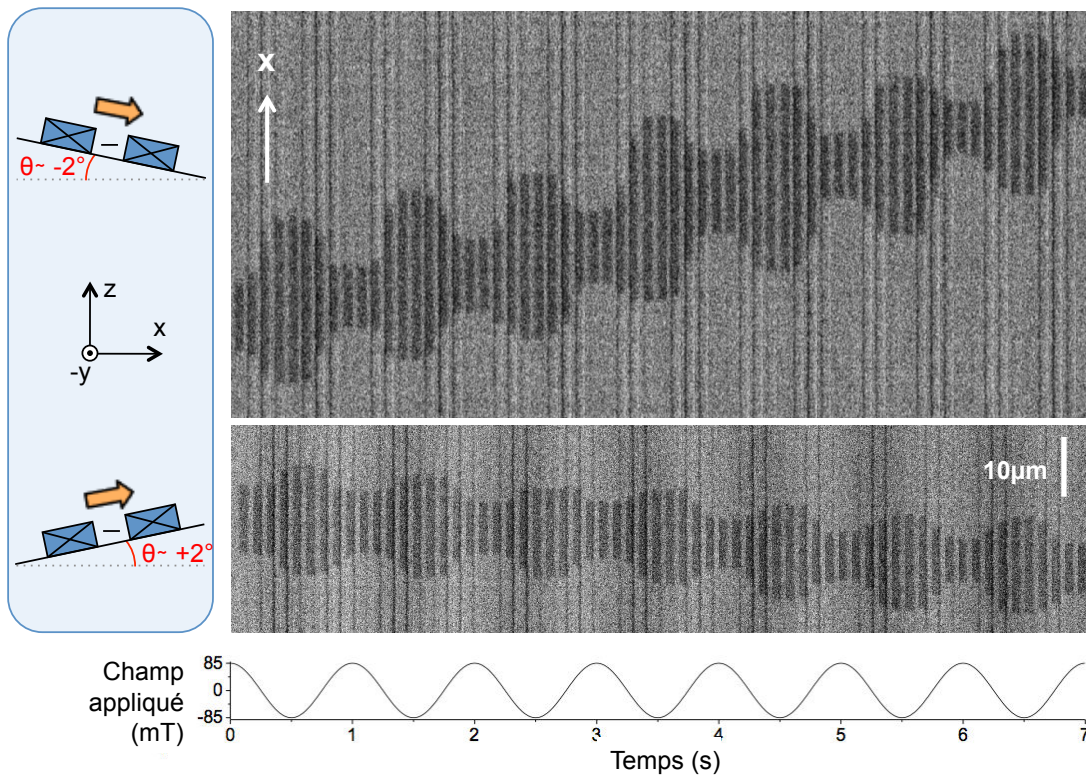 θ~ -2°
z
x
-y
θ~ +2°
x
10µm
Champ
appliqué
(mT)
85
0
-85
0 1 2 3 4 5 6 7
Temps (s)